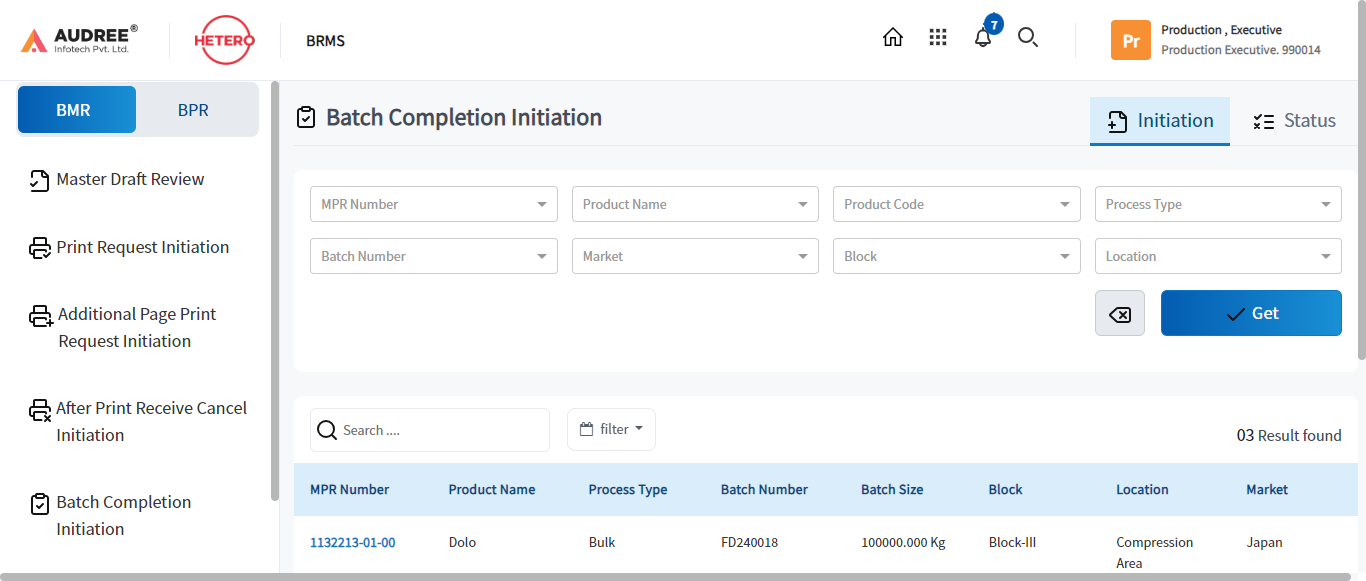 AUDREE®
Infotech Pvt. Ltd.
HETERO
BRMS
7
Pr
Production , Executive
Production Executive. 990014
BMR
BPR
Master Draft Review
Print Request Initiation
Additional Page Print
Request Initiation
After Print Receive Cancel
Initiation
Batch Completion
Initiation
Batch Completion Initiation
Initiation
Status
MPR Number
Product Name
Product Code
Process Type
Batch Number
Market
Block
Location
Get
Search ....
filter
03 Result found
MPR Number
Product Name
Process Type
Batch Number
Batch Size
Block
Location
Market
1132213-01-00
Dolo
Bulk
FD240018
100000.000 Kg
Block-III
Compression
Area
Japan